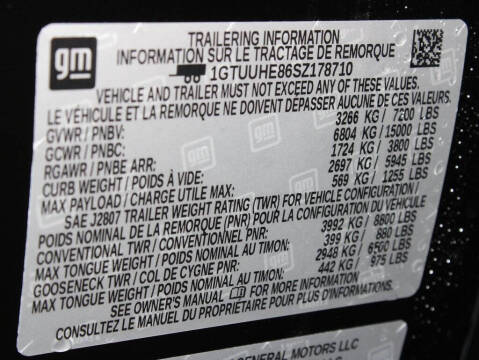 gm
TRAILERING INFORMATION
INFORMATION SUR LE TRACTAGE DE REMORQUE
1GTUUHE86SZ178710
VEHICLE AND TRAILER MUST NOT EXCEED ANY OF THESE VALUES.
LE VÉHICULE ET LA REMORQUE NE DOIVENT DÉPASSER AUCUNE DE CES VALEURS.
GVWR / PNBV: 3266 KG / 7200 LBS
GCWR / PNBC: 6804 KG / 15000 LBS
RGAWR / PNBE ARR: 1724 KG / 3800 LBS
CURB WEIGHT / POIDS À VIDE: 2697 KG / 5945 LBS
MAX PAYLOAD / CHARGE UTILE MAX: 569 KG / 1255 LBS
SAE J2807 TRAILER WEIGHT RATING (TWR) FOR VEHICLE CONFIGURATION /
POIDS NOMINAL DE LA REMORQUE (PNR) POUR LA CONFIGURATION DU VÉHICULE
CONVENTIONAL TWR / CONVENTIONNEL PNR: 3992 KG / 8800 LBS
MAX TONGUE WEIGHT / POIDS NOMINAL AU TIMON: 399 KG / 880 LBS
GOOSENECK TWR / COL DE CYGNE PNR: 2948 KG / 6500 LBS
MAX TONGUE WEIGHT / POIDS NOMINAL AU TIMON: 442 KG / 975 LBS
SEE OWNER'S MANUAL FOR MORE INFORMATION
CONSULTEZ LE MANUEL DU PROPRIÉTAIRE POUR PLUS D'INFORMATIONS.
GENERAL MOTORS LLC